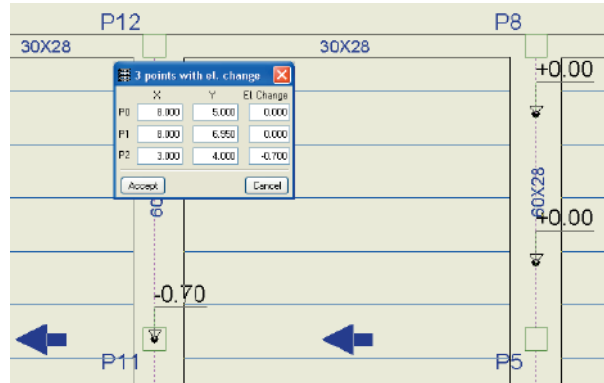 P12
P8
30X28
30X28
+0.00
3 points with el. change
X Y El. Change
P0 8.000 5.000 0.000
P1 8.000 6.950 0.000
P2 3.000 4.000 -0.700
Accept Cancel
60
60X28
+0.00
-0.70
P11
P5